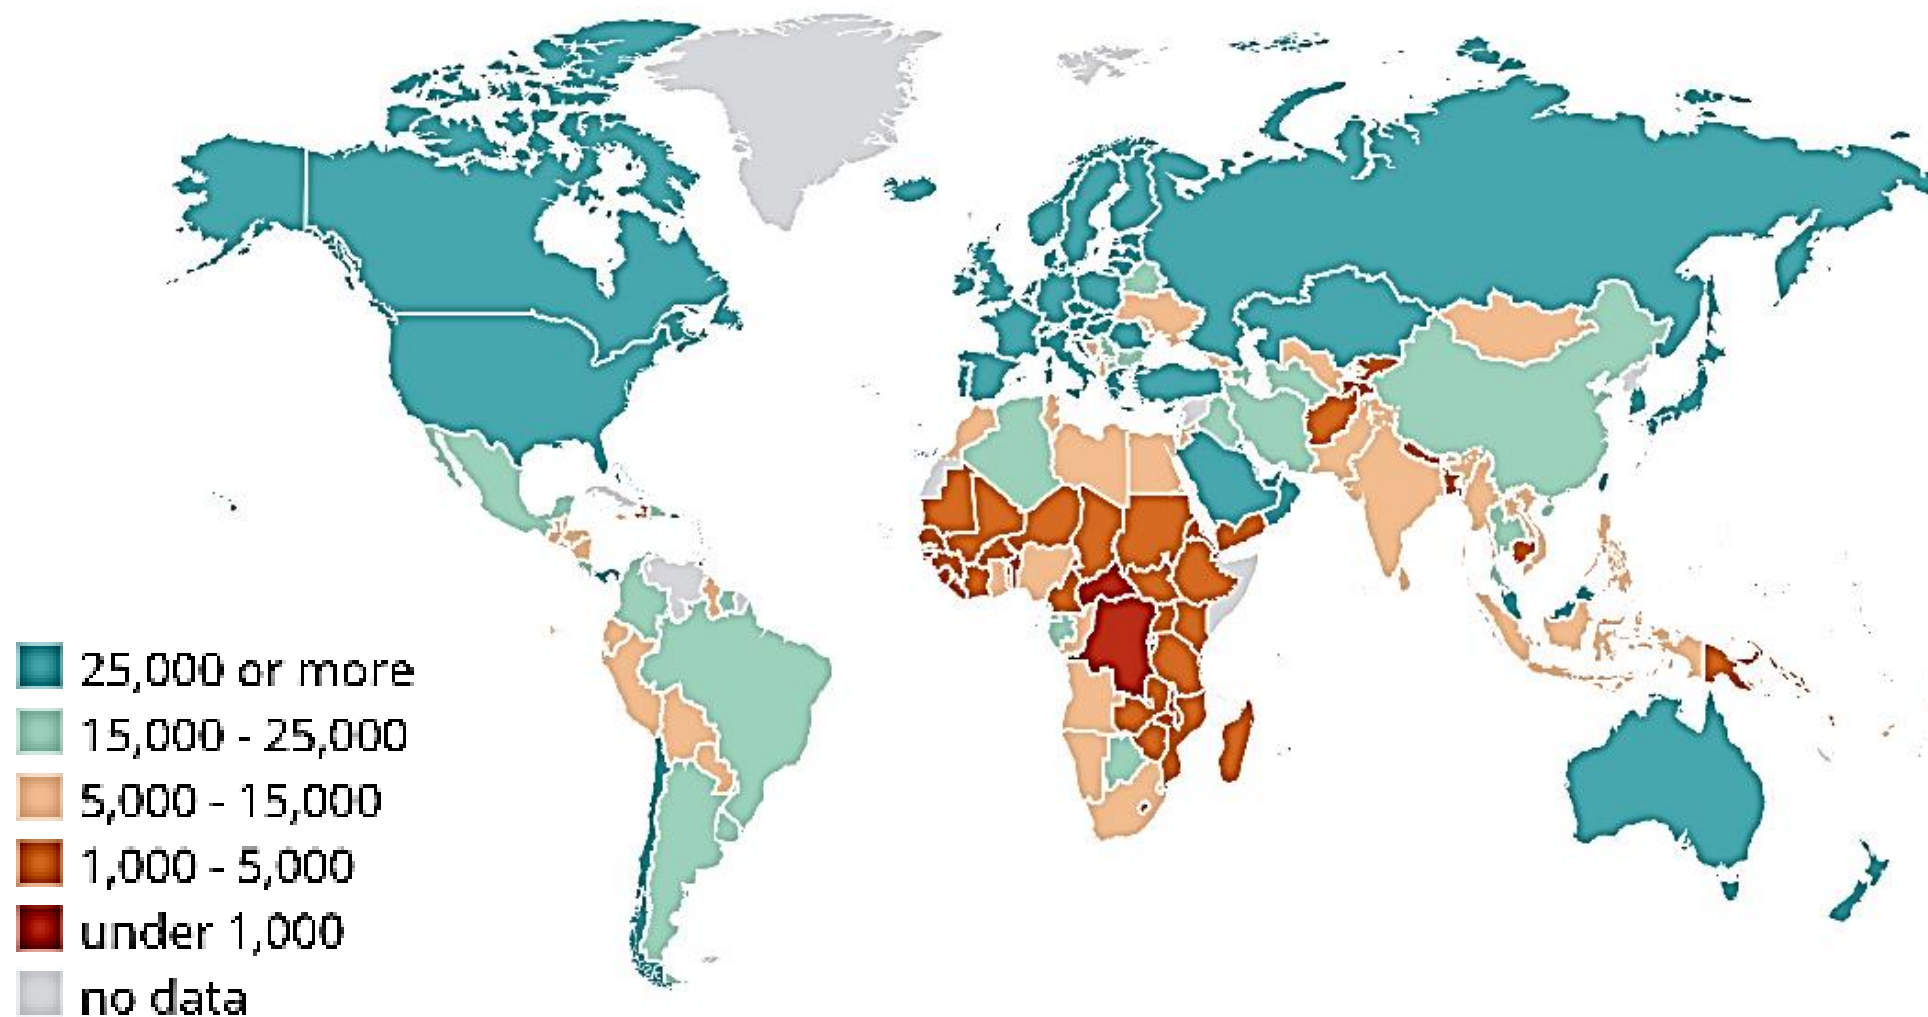 25,000 or more
15,000 - 25,000
5,000 - 15,000
1,000 - 5,000
under 1,000
no data